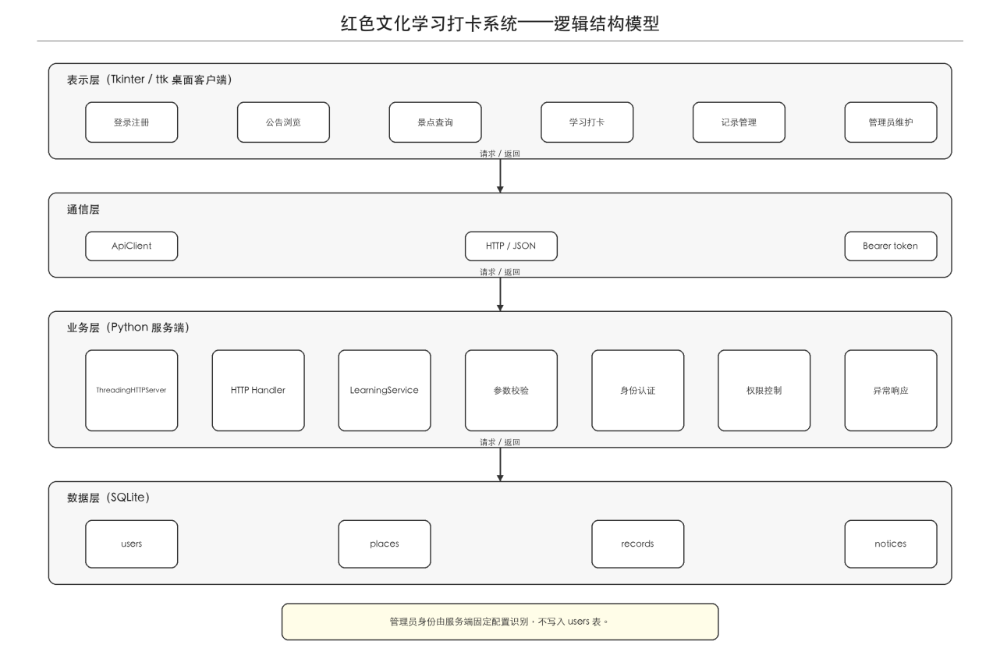 红色文化学习打卡系统——逻辑结构模型
表示层（Tkinter / ttk 桌面客户端）
登录注册
公告浏览
景点查询
学习打卡
记录管理
管理员维护
请求 / 返回
通信层
ApiClient
HTTP / JSON
Bearer token
请求 / 返回
业务层（Python 服务端）
ThreadingHTTPServer
HTTP Handler
LearningService
参数校验
身份认证
权限控制
异常响应
请求 / 返回
数据层（SQLite）
users
places
records
notices
管理员身份由服务端固定配置识别，不写入 users 表。